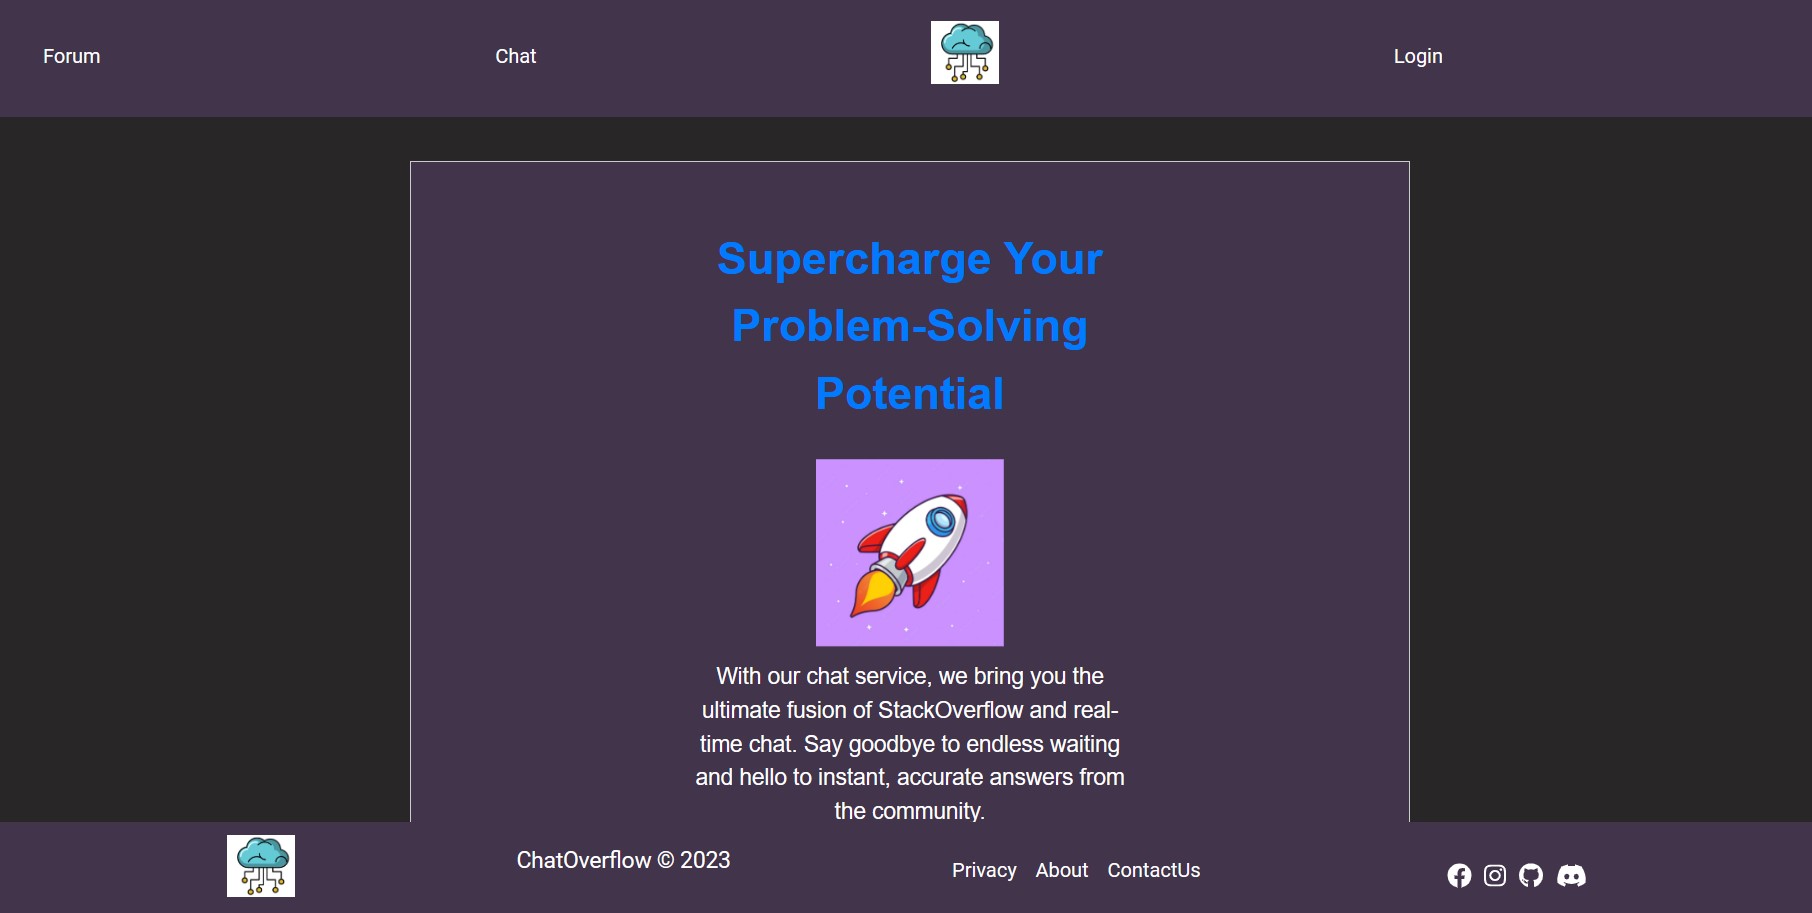 Forum
Chat
Login
Supercharge Your
Problem-Solving
Potential
With our chat service, we bring you the
ultimate fusion of StackOverflow and real-
time chat. Say goodbye to endless waiting
and hello to instant, accurate answers from
the community.
ChatOverflow © 2023
Privacy About ContactUs